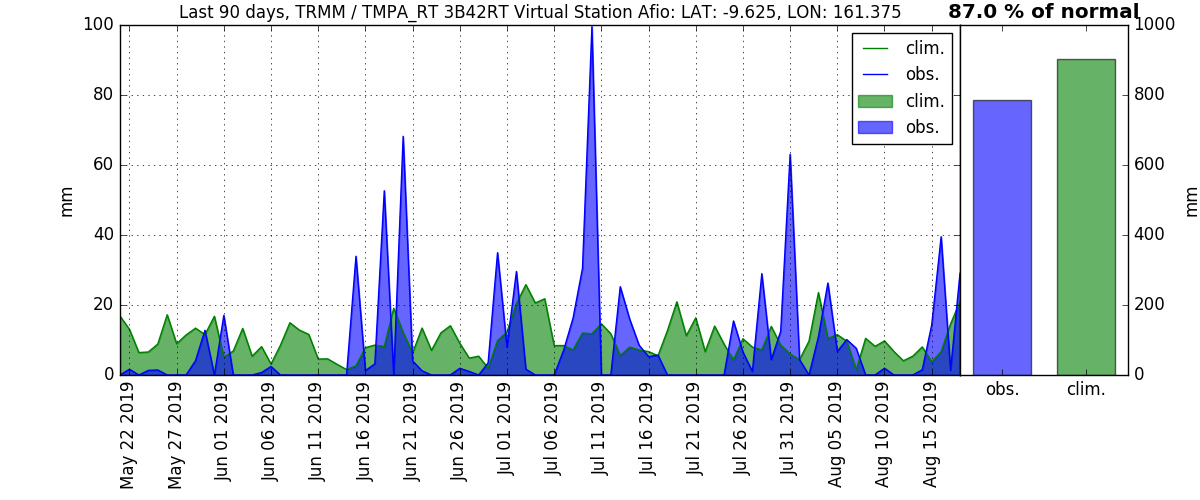 Last 90 days, TRMM / TMPA_RT 3B42RT Virtual Station Afio: LAT: -9.625, LON: 161.375
87.0 % of normal
100
80
60
40
20
0
mm
clim.
obs.
clim.
obs.
1000
800
600
400
200
0
mm
May 22 2019
May 27 2019
Jun 01 2019
Jun 06 2019
Jun 11 2019
Jun 16 2019
Jun 21 2019
Jun 26 2019
Jul 01 2019
Jul 06 2019
Jul 11 2019
Jul 16 2019
Jul 21 2019
Jul 26 2019
Jul 31 2019
Aug 05 2019
Aug 10 2019
Aug 15 2019
obs.
clim.